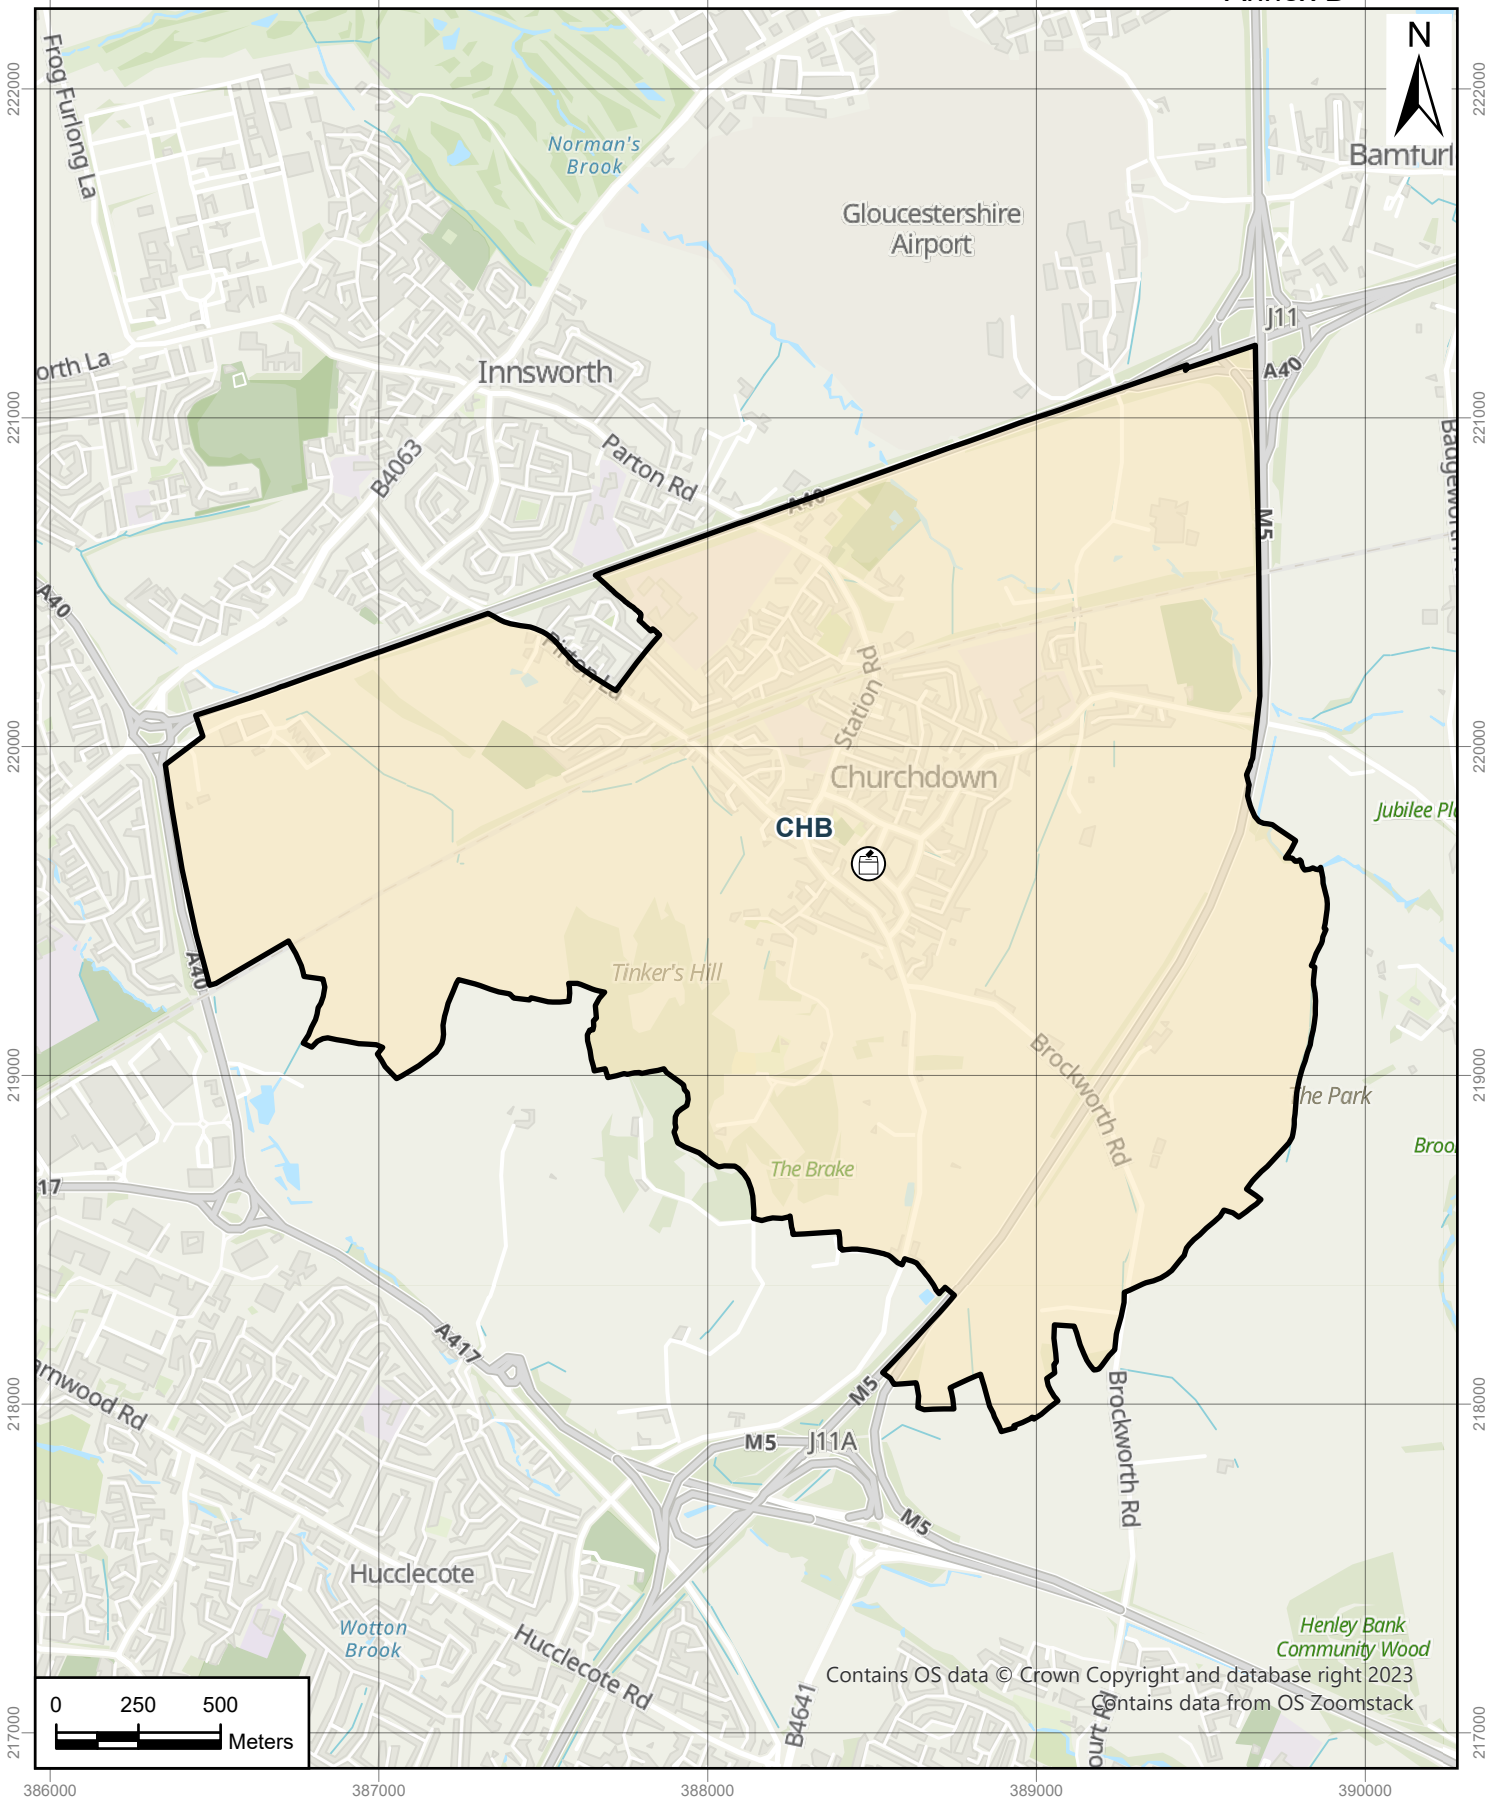 N
222000
222000
Frog Furlong La
Norman's
Brook
Bamfurl
Gloucestershire
Airport
J11
orth La
Innsworth
A40
221000
221000
B4063
Parton Rd
A40
M5
A40
Pirton La
Station Rd
220000
220000
Churchdown
CHB
Jubilee Pl
A40
Tinker's Hill
Brockworth Rd
219000
219000
The Park
Broo
The Brake
17
A417
arnwood Rd
M5
Brockworth Rd
218000
218000
M5
J11A
M5
Hucclecote
Wotton
Brook
Hucclecote Rd
Henley Bank
Community Wood
B4641
Contains OS data © Crown Copyright and database right 2023
Contains data from OS Zoomstack
ourt Rd
0 250 500
Meters
217000
217000
386000
387000
388000
389000
390000